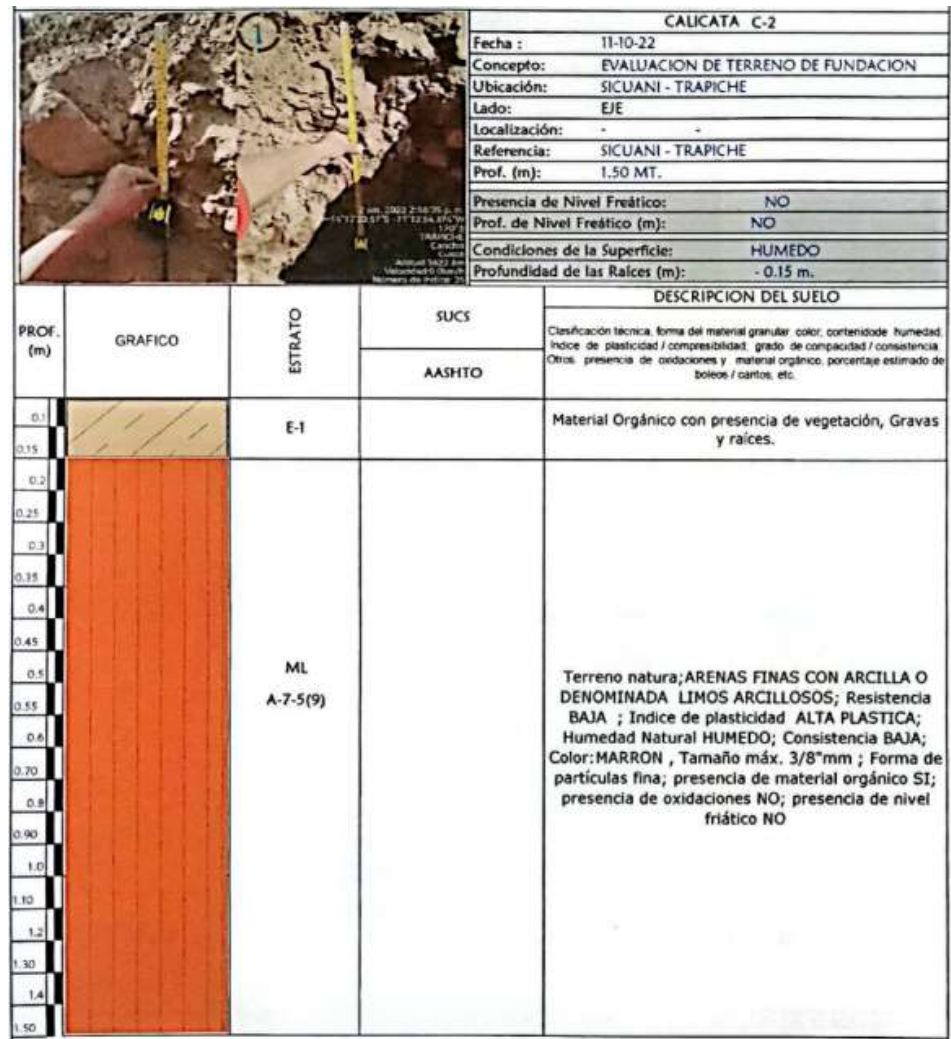 CALICATA C-2
Fecha : 11-10-22
Concepto: EVALUACION DE TERRENO DE FUNDACION
Ubicación: SICUANI - TRAPICHE
Lado: EJE
Localización: - -
Referencia: SICUANI - TRAPICHE
Prof. (m): 1.50 MT.
Presencia de Nivel Freático: NO
Prof. de Nivel Freático (m): NO
Condiciones de la Superficie: HUMEDO
Profundidad de las Raíces (m): - 0.15 m.
TRAPICHE
PROF. (m)
GRAFICO
ESTRATO
SUCS
AASHTO
DESCRIPCION DEL SUELO
Clasificación técnica, forma del material granular color, contenidode humedad,
Indice de plasticidad / compresibilidad, grado de compacidad / consistencia.
Otros: presencia de oxidaciones y material orgánico, porcentaje estimado de
boleos / cantos, etc.
0.1
0.15
E-1
Material Orgánico con presencia de vegetación, Gravas
y raíces.
0.2
0.25
0.3
0.35
0.4
0.45
0.5
0.55
0.6
0.70
0.8
0.90
1.0
1.10
1.2
1.30
1.4
1.50
ML
A-7-5(9)
Terreno natura;ARENAS FINAS CON ARCILLA O
DENOMINADA LIMOS ARCILLOSOS; Resistencia
BAJA ; Indice de plasticidad ALTA PLASTICA;
Humedad Natural HUMEDO; Consistencia BAJA;
Color:MARRON , Tamaño máx. 3/8"mm ; Forma de
partículas fina; presencia de material orgánico SI;
presencia de oxidaciones NO; presencia de nivel
friático NO